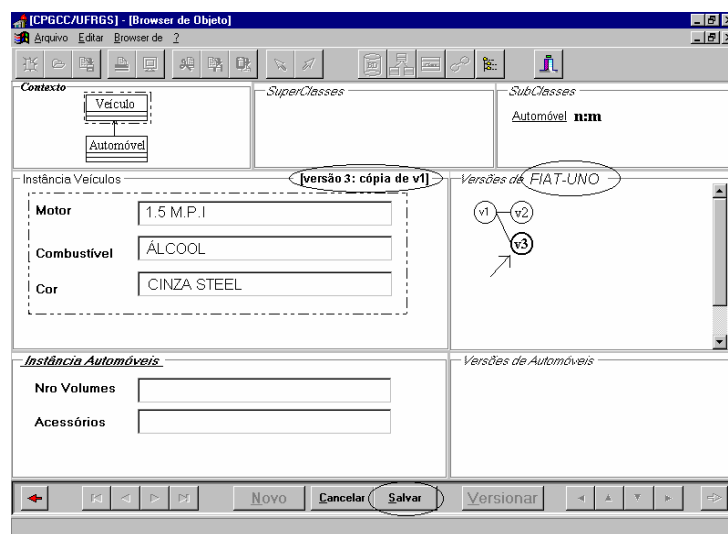 [CPGCC/UFRGS] - [Browser de Objeto]
Arquivo Editar Browser de ?
Contexto
Veículo
Automóvel
SuperClasses
SubClasses
Automóvel n:m
Instância Veículos [versão 3: cópia de v1]
Motor 1.5 M.P.I
Combustível ÁLCOOL
Cor CINZA STEEL
Versões de FIAT-UNO
v1 v2
v3
Instância Automóveis
Nro Volumes
Acessórios
Versões de Automóveis
Novo Cancelar Salvar Versionar